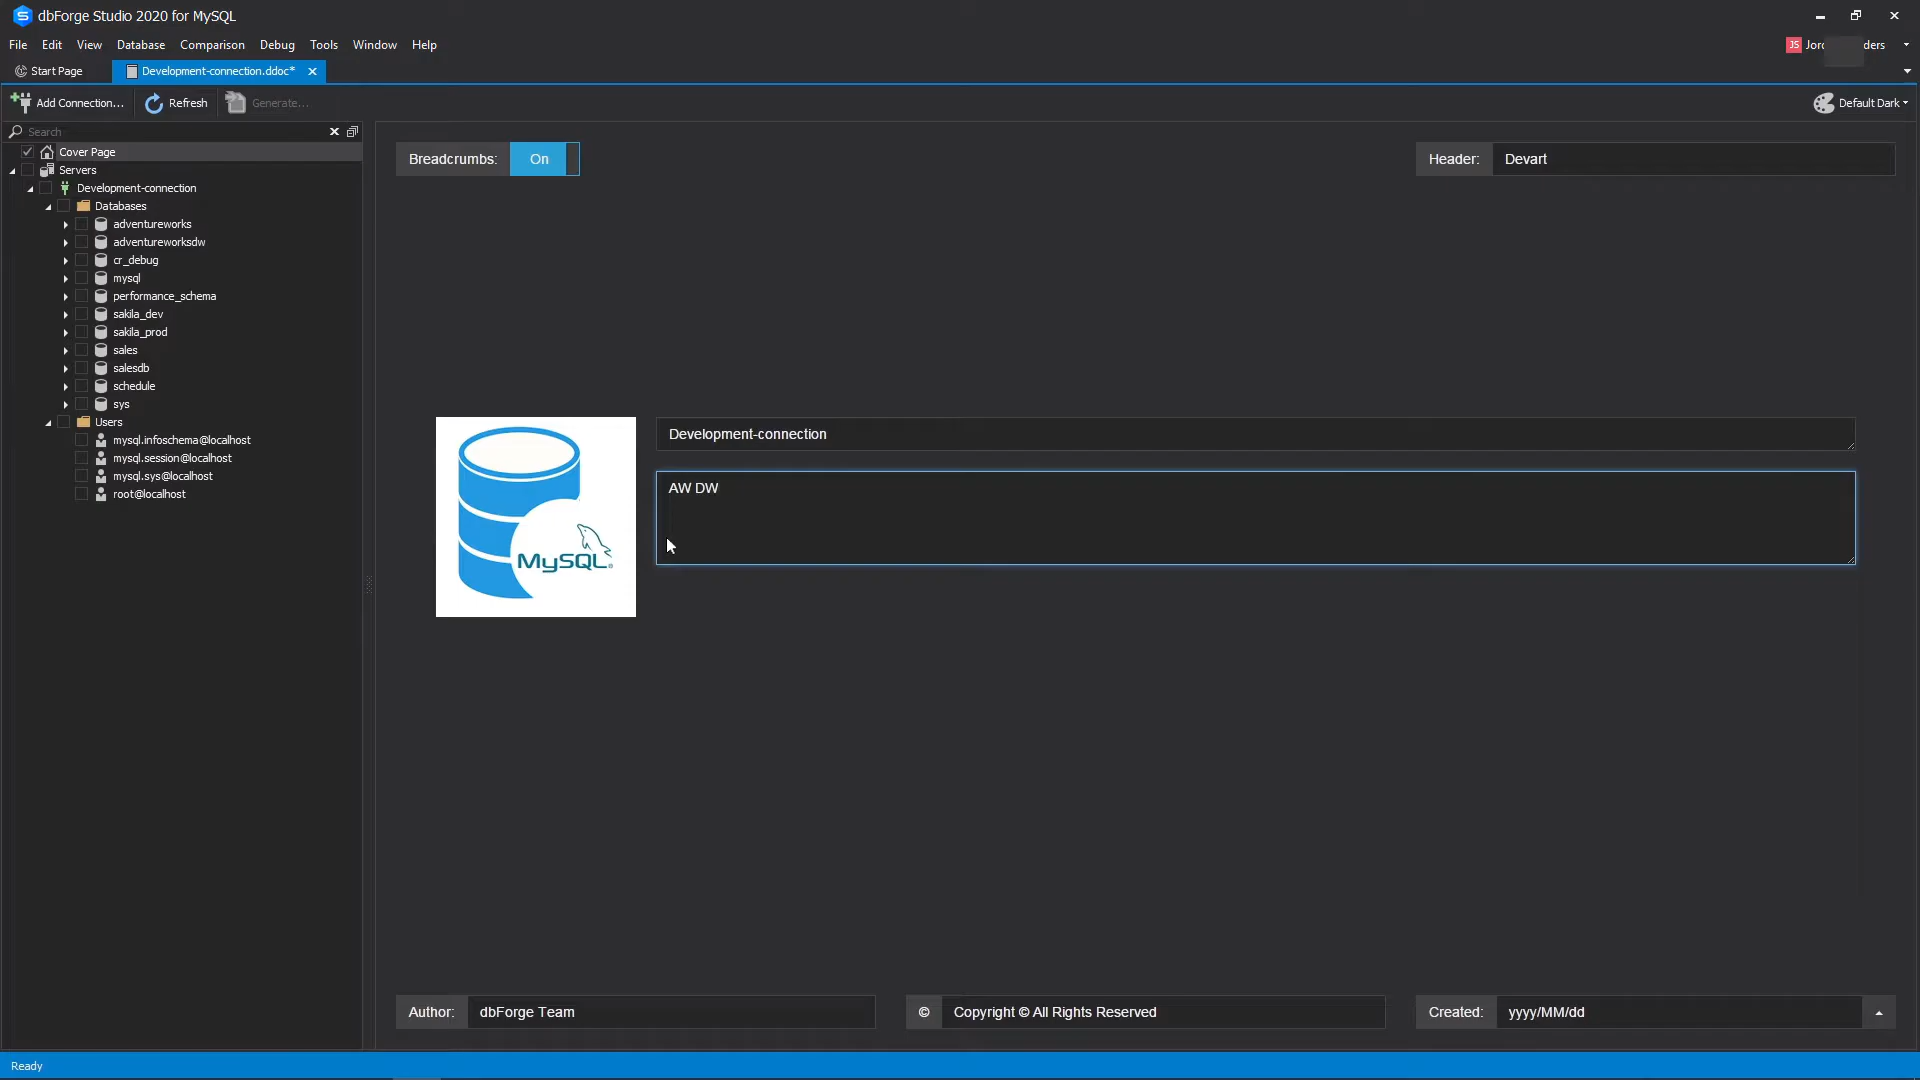 dbForge Studio 2020 for MySQL
File Edit View Database Comparison Debug Tools Window Help
JS
Start Page
Development-connection.ddoc*
Add Connection...
Refresh
Generate...
Default Dark
Search
Cover Page
Servers
Development-connection
Databases
adventureworks
adventureworksdw
cr_debug
mysql
performance_schema
sakila_dev
sakila_prod
sales
salesdb
schedule
sys
Users
mysql.infoschema@localhost
mysql.session@localhost
mysql.sys@localhost
root@localhost
Breadcrumbs: On
Header: Devart
MySQL®
Development-connection
AW DW
Author: dbForge Team
© Copyright © All Rights Reserved
Created: yyyy/MM/dd
Ready